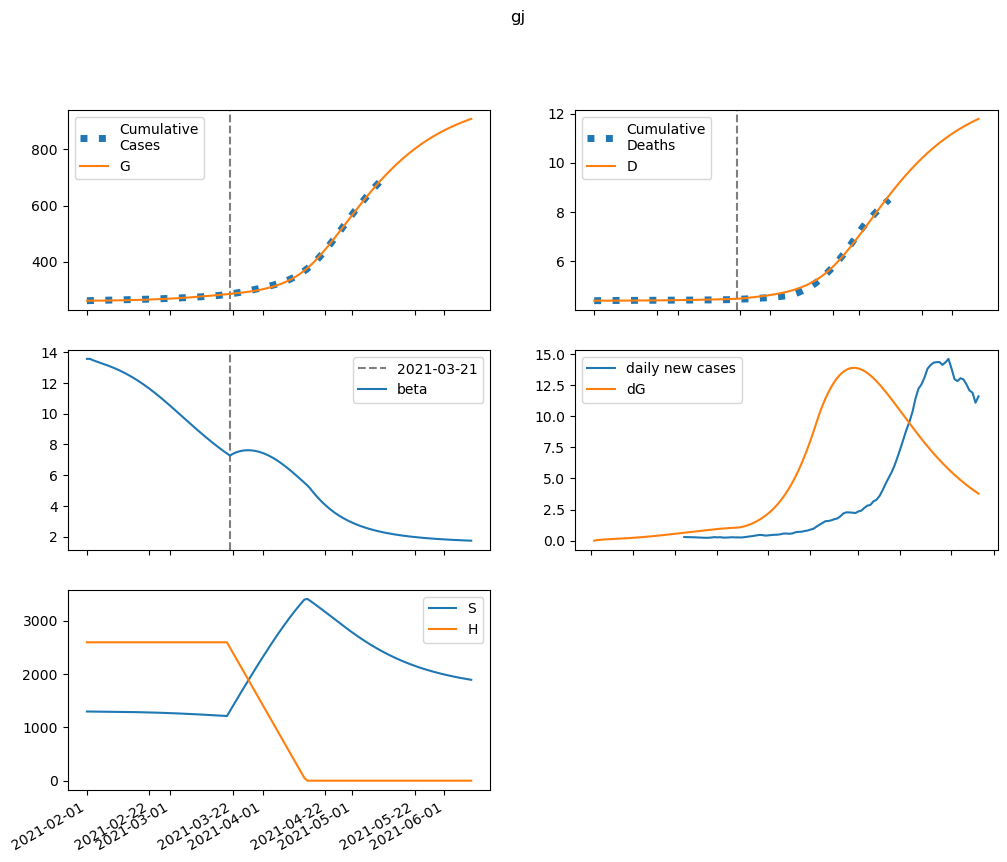 gj
Cumulative
Cases
G
800
600
400
Cumulative
Deaths
D
12
10
8
6
2021-03-21
beta
14
12
10
8
6
4
2
daily new cases
dG
15.0
12.5
10.0
7.5
5.0
2.5
0.0
S
H
3000
2000
1000
0
2021-02-01
2021-02-22
2021-03-01
2021-03-22
2021-04-01
2021-04-22
2021-05-01
2021-05-22
2021-06-01